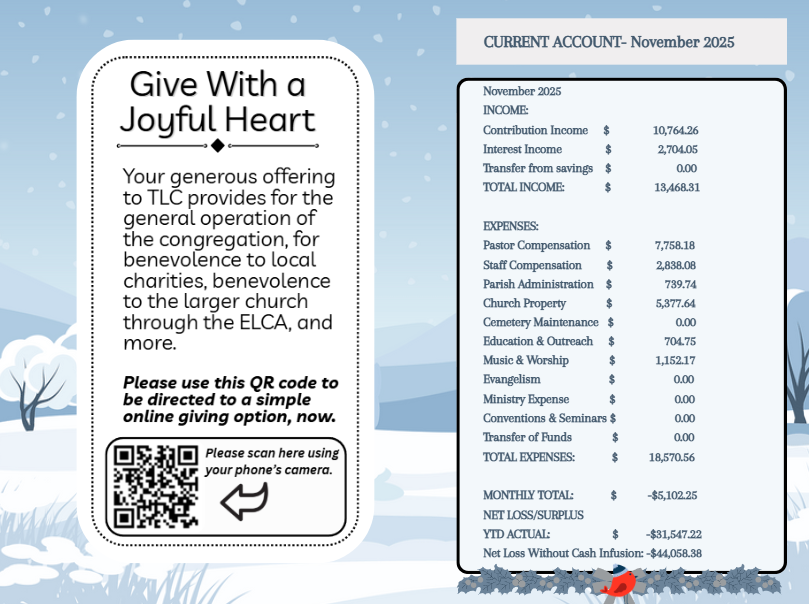 Give With a
Joyful Heart
Your generous offering
to TLC provides for the
general operation of
the congregation, for
benevolence to local
charities, benevolence
to the larger church
through the ELCA, and
more.
Please use this QR code to
be directed to a simple
online giving option, now.
Please scan here using
your phone's camera.
CURRENT ACCOUNT- November 2025
November 2025
INCOME:
Contribution Income $ 10,764.26
Interest Income $ 2,704.05
Transfer from savings $ 0.00
TOTAL INCOME: $ 13,468.31
EXPENSES:
Pastor Compensation $ 7,758.18
Staff Compensation $ 2,838.08
Parish Administration $ 739.74
Church Property $ 5,377.64
Cemetery Maintenance $ 0.00
Education & Outreach $ 704.75
Music & Worship $ 1,152.17
Evangelism $ 0.00
Ministry Expense $ 0.00
Conventions & Seminars $ 0.00
Transfer of Funds $ 0.00
TOTAL EXPENSES: $ 18,570.56
MONTHLY TOTAL: $ -$5,102.25
NET LOSS/SURPLUS
YTD ACTUAL: $ -$31,547.22
Net Loss Without Cash Infusion: -$44,058.38